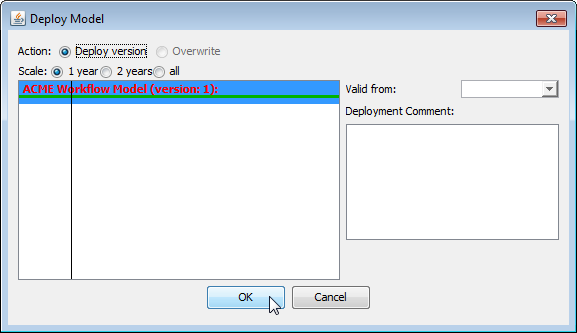 Deploy Model
Action: Deploy version Overwrite
Scale: 1 year 2 years all
ACME Workflow Model (version: 1):
Valid from:
Deployment Comment:
OK Cancel